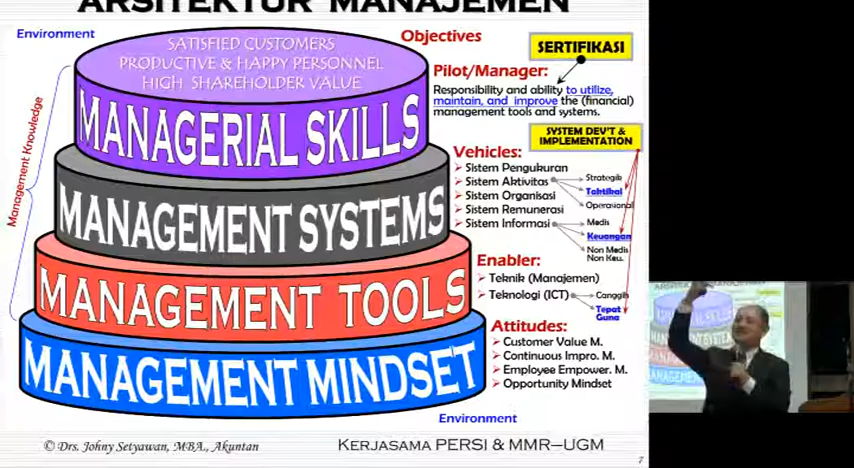 ARSITEKTUR MANAJEMEN
Environment
SATISFIED CUSTOMERS
PRODUCTIVE & HAPPY PERSONNEL
HIGH SHAREHOLDER VALUE
MANAGERIAL SKILLS
MANAGEMENT SYSTEMS
MANAGEMENT TOOLS
MANAGEMENT MINDSET
Management Knowledge
Objectives
SERTIFIKASI
Pilot/Manager:
Responsibility and ability to utilize,
maintain, and improve the (financial)
management tools and systems.
SYSTEM DEV'T &
IMPLEMENTATION
Vehicles:
Sistem Pengukuran
Sistem Aktivitas
Sistem Organisasi
Sistem Remunerasi
Sistem Informasi
Strategik
Taktikal
Operasional
Medis
Keuangan
Non Medis
Non Keu.
Enabler:
Teknik (Manajemen)
Teknologi (ICT)
Canggih
Tepat
Guna
Attitudes:
Customer Value M.
Continuous Impro. M.
Employee Empower. M.
Opportunity Mindset
Environment
© Drs. Johny Setyawan, MBA., Akuntan
KERJASAMA PERSI & MMR-UGM
7